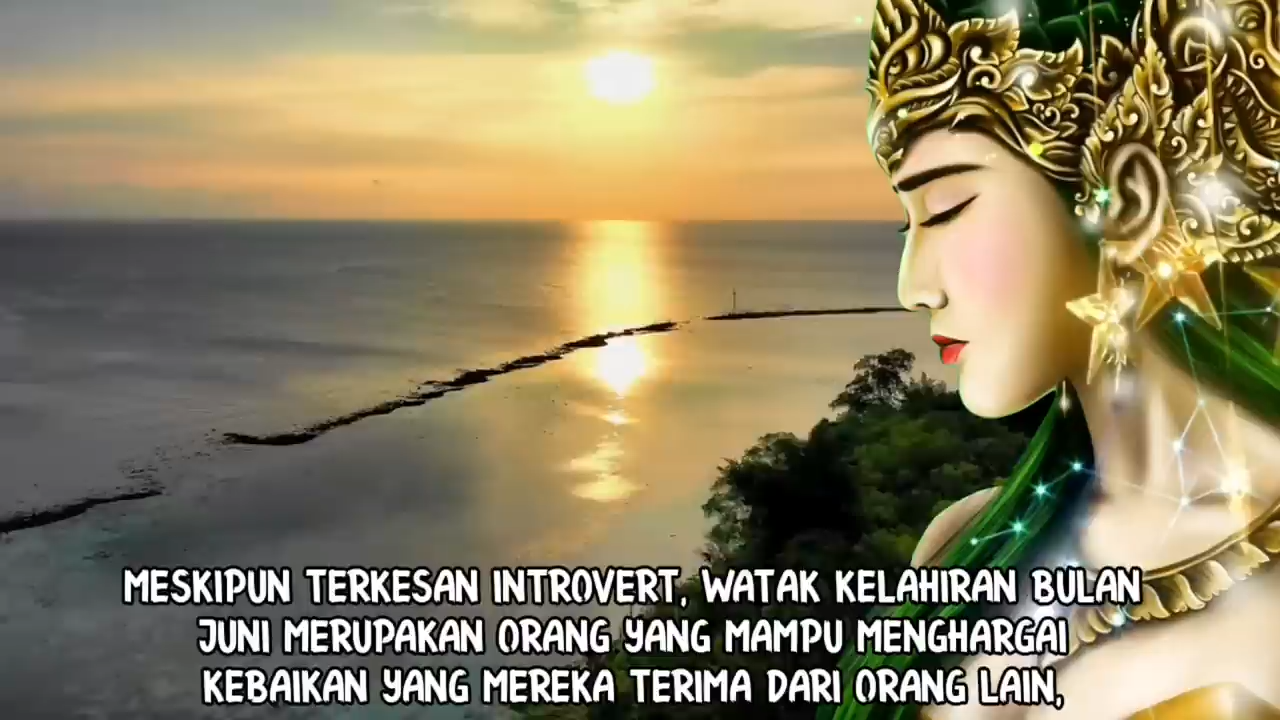 MESKIPUN TERKESAN INTROVERT, WATAK KELAHIRAN BULAN
JUNI MERUPAKAN ORANG YANG MAMPU MENGHARGAI
KEBAIKAN YANG MEREKA TERIMA DARI ORANG LAIN,